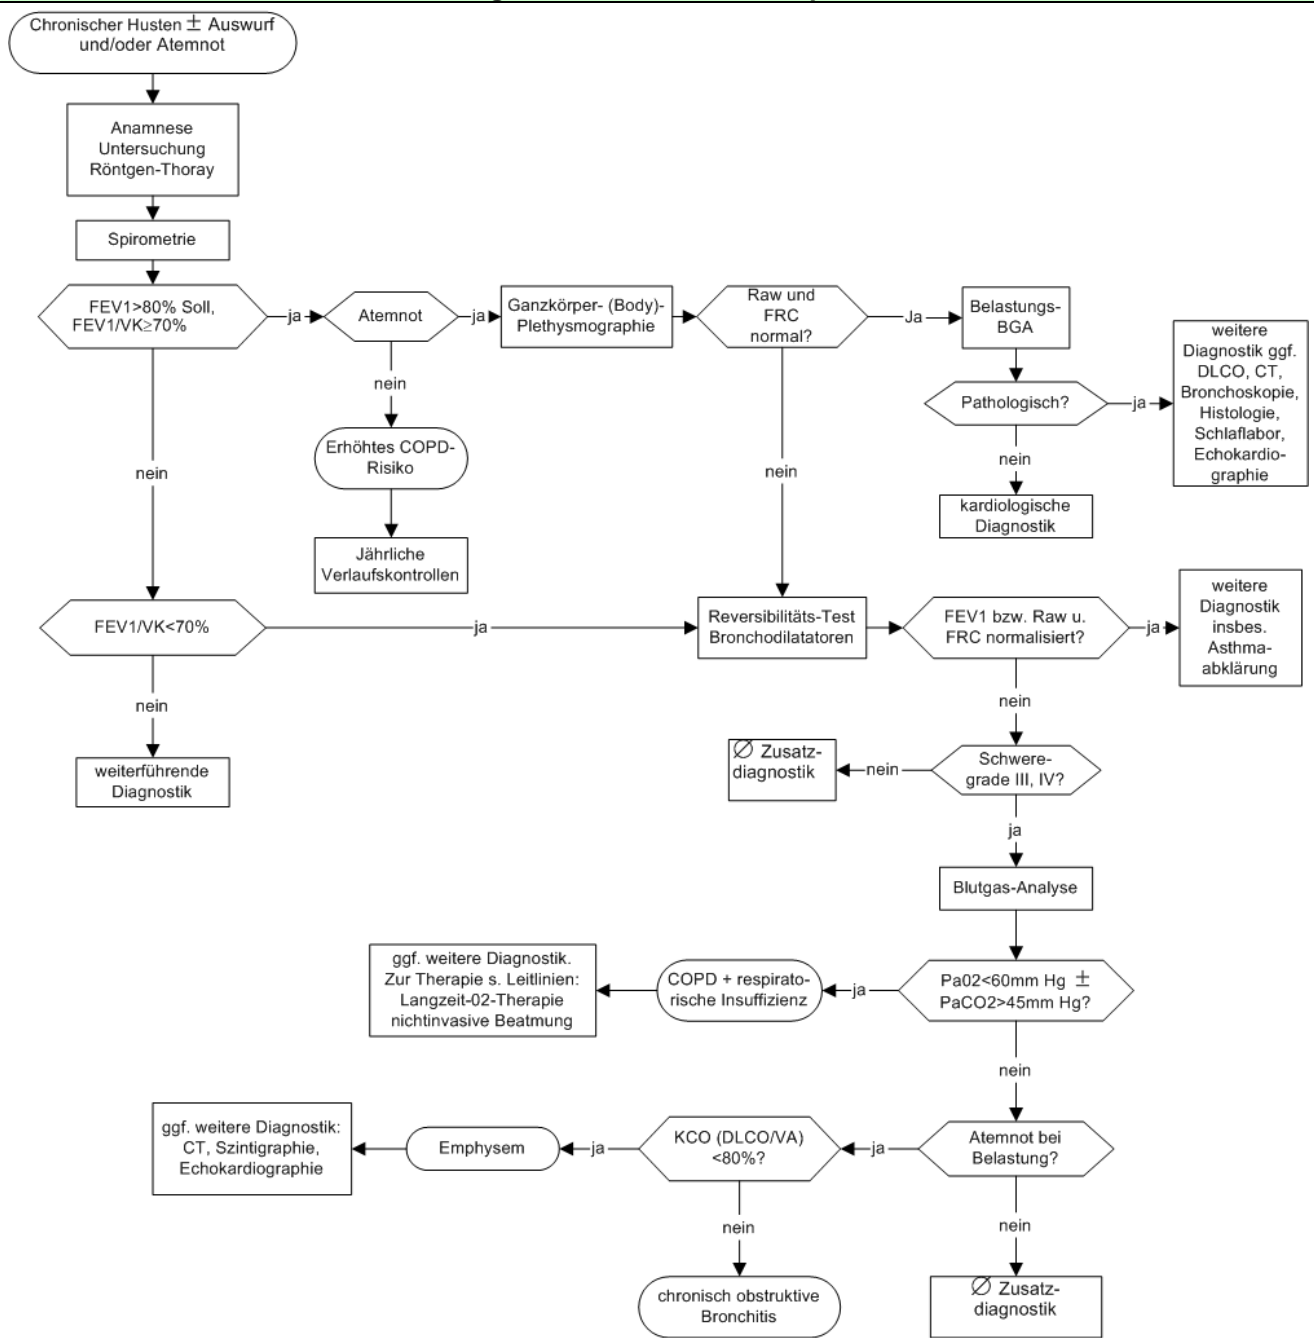 Chronischer Husten ± Auswurf
und/oder Atemnot
Anamnese
Untersuchung
Röntgen-Thoray
Spirometrie
FEV1>80% Soll,
FEV1/VK≥70%
ja
Atemnot
ja
Ganzkörper- (Body)-
Plethysmographie
Raw und
FRC
normal?
Ja
Belastungs-
BGA
nein
Erhöhtes COPD-
Risiko
Jährliche
Verlaufskontrollen
Pathologisch?
ja
weitere
Diagnostik ggf.
DLCO, CT,
Bronchoskopie,
Histologie,
Schlaflabor,
Echokardio-
graphie
nein
kardiologische
Diagnostik
nein
nein
FEV1/VK<70%
ja
Reversibilitäts-Test
Bronchodilatatoren
FEV1 bzw. Raw u.
FRC normalisiert?
ja
weitere
Diagnostik
insbes.
Asthma-
abklärung
nein
weiterführende
Diagnostik
nein
Schwere-
grade III, IV?
nein
∅ Zusatz-
diagnostik
ja
Blutgas-Analyse
Pa02<60mm Hg ±
PaCO2>45mm Hg?
ja
COPD + respirato-
rische Insuffizienz
ggf. weitere Diagnostik.
Zur Therapie s. Leitlinien:
Langzeit-02-Therapie
nichtinvasive Beatmung
nein
Atemnot bei
Belastung?
ja
KCO (DLCO/VA)
<80%?
ja
Emphysem
ggf. weitere Diagnostik:
CT, Szintigraphie,
Echokardiographie
nein
chronisch obstruktive
Bronchitis
nein
∅ Zusatz-
diagnostik